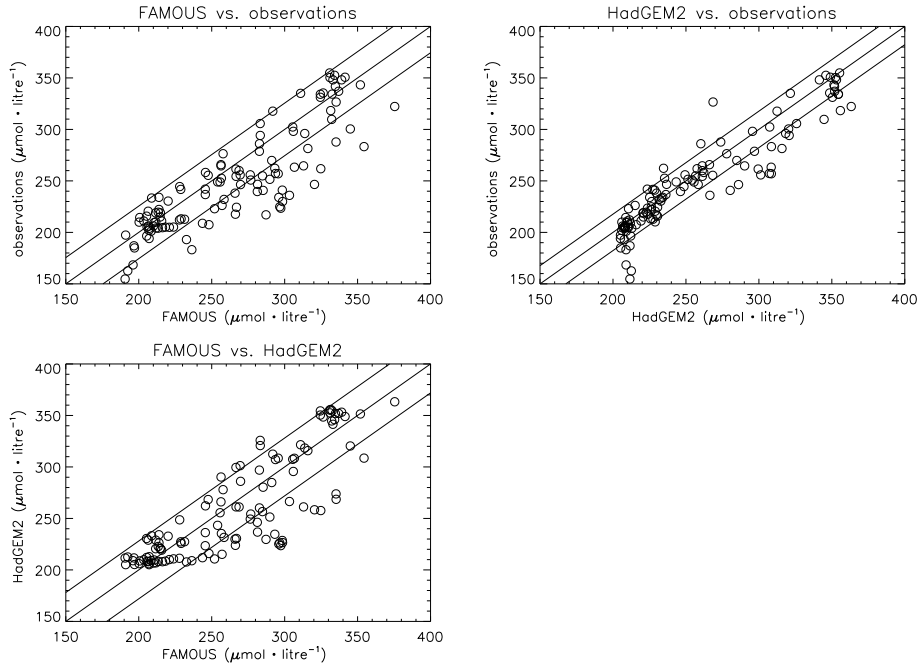 FAMOUS vs. observations
400
350
300
250
200
150
observations (μmol • litre⁻¹)
150 200 250 300 350 400
FAMOUS (μmol • litre⁻¹)
HadGEM2 vs. observations
400
350
300
250
200
150
observations (μmol • litre⁻¹)
150 200 250 300 350 400
HadGEM2 (μmol • litre⁻¹)
FAMOUS vs. HadGEM2
400
350
300
250
200
150
HadGEM2 (μmol • litre⁻¹)
150 200 250 300 350 400
FAMOUS (μmol • litre⁻¹)